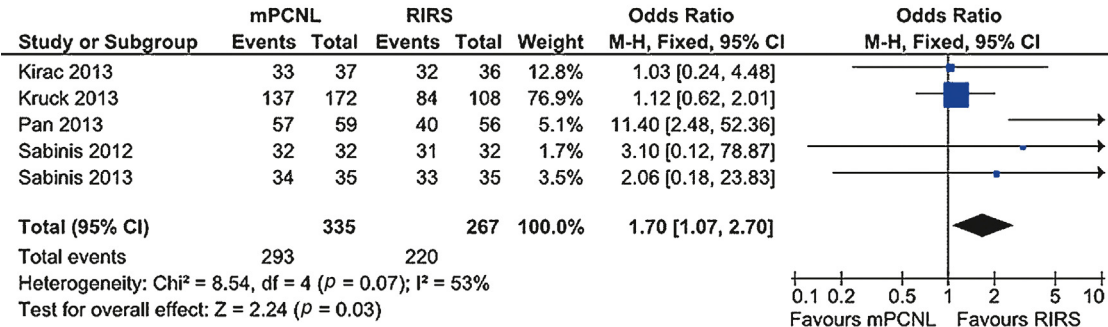 mPCNL RIRS Odds Ratio Odds Ratio
Study or Subgroup Events Total Events Total Weight M-H, Fixed, 95% CI M-H, Fixed, 95% CI
Kirac 2013 33 37 32 36 12.8% 1.03 [0.24, 4.48]
Kruck 2013 137 172 84 108 76.9% 1.12 [0.62, 2.01]
Pan 2013 57 59 40 56 5.1% 11.40 [2.48, 52.36]
Sabinis 2012 32 32 31 32 1.7% 3.10 [0.12, 78.87]
Sabinis 2013 34 35 33 35 3.5% 2.06 [0.18, 23.83]
Total (95% CI) 335 267 100.0% 1.70 [1.07, 2.70]
Total events 293 220
Heterogeneity: Chi² = 8.54, df = 4 (p = 0.07); I² = 53%
Test for overall effect: Z = 2.24 (p = 0.03)
0.1 0.2 0.5 1 2 5 10
Favours mPCNL Favours RIRS